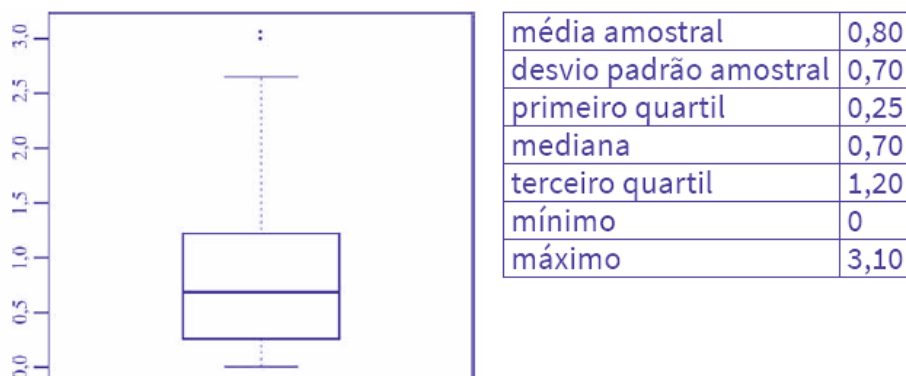 3,0
2,5
2,0
1,5
1,0
0,5
0,0
média amostral 0,80
desvio padrão amostral 0,70
primeiro quartil 0,25
mediana 0,70
terceiro quartil 1,20
mínimo 0
máximo 3,10